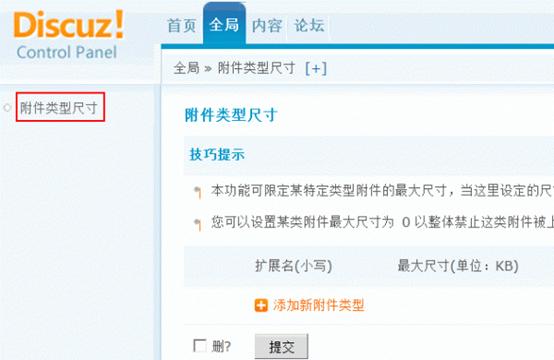 Discuz!
Control Panel
首页 全局 内容 论坛
全局 » 附件类型尺寸 [+]
附件类型尺寸
附件类型尺寸
技巧提示
本功能可限定某特定类型附件的最大尺寸，当这里设定的尺
您可以设置某类附件最大尺寸为 0 以整体禁止这类附件被上
扩展名(小写) 最大尺寸(单位：KB)
添加新附件类型
删? 提交